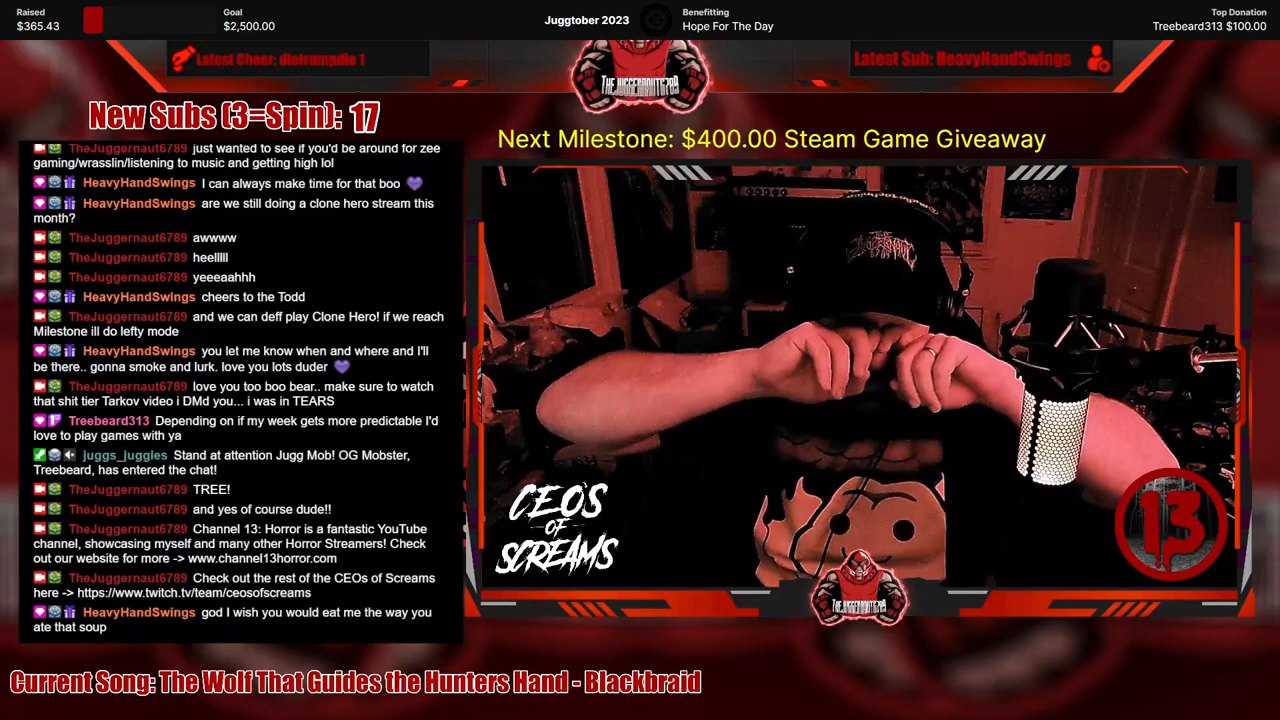 Raised
$365.43
Goal
$2,500.00
Juggtober 2023
Benefitting
Hope For The Day
Top Donation
Treebeard313 $100.00
Latest Cheer: dietrumpdie 1
THEJUGGERNAUT6789
Latest Sub: HeavyHandSwings
New Subs (3=Spin): 17
Next Milestone: $400.00 Steam Game Giveaway
TheJuggernaut6789 just wanted to see if you'd be around for zee
gaming/wrasslin/listening to music and getting high lol
HeavyHandSwings I can always make time for that boo
HeavyHandSwings are we still doing a clone hero stream this
month?
TheJuggernaut6789 awwww
TheJuggernaut6789 heelllll
TheJuggernaut6789 yeeeaahhh
HeavyHandSwings cheers to the Todd
TheJuggernaut6789 and we can deff play Clone Hero! if we reach
Milestone ill do lefty mode
HeavyHandSwings you let me know when and where and I'll
be there.. gonna smoke and lurk. love you lots duder
TheJuggernaut6789 love you too boo bear.. make sure to watch
that shit tier Tarkov video i DMd you... i was in TEARS
Treebeard313 Depending on if my week gets more predictable I'd
love to play games with ya
juggs_juggies Stand at attention Jugg Mob! OG Mobster,
Treebeard, has entered the chat!
TheJuggernaut6789 TREE!
TheJuggernaut6789 and yes of course dude!!
TheJuggernaut6789 Channel 13: Horror is a fantastic YouTube
channel, showcasing myself and many other Horror Streamers! Check
out our website for more -> www.channel13horror.com
TheJuggernaut6789 Check out the rest of the CEOs of Screams
here -> https://www.twitch.tv/team/ceosofscreams
HeavyHandSwings god I wish you would eat me the way you
ate that soup
CEOS
OF
SCREAMS
13
THEJUGGERNAUT6789
Current Song: The Wolf That Guides the Hunters Hand - Blackbraid